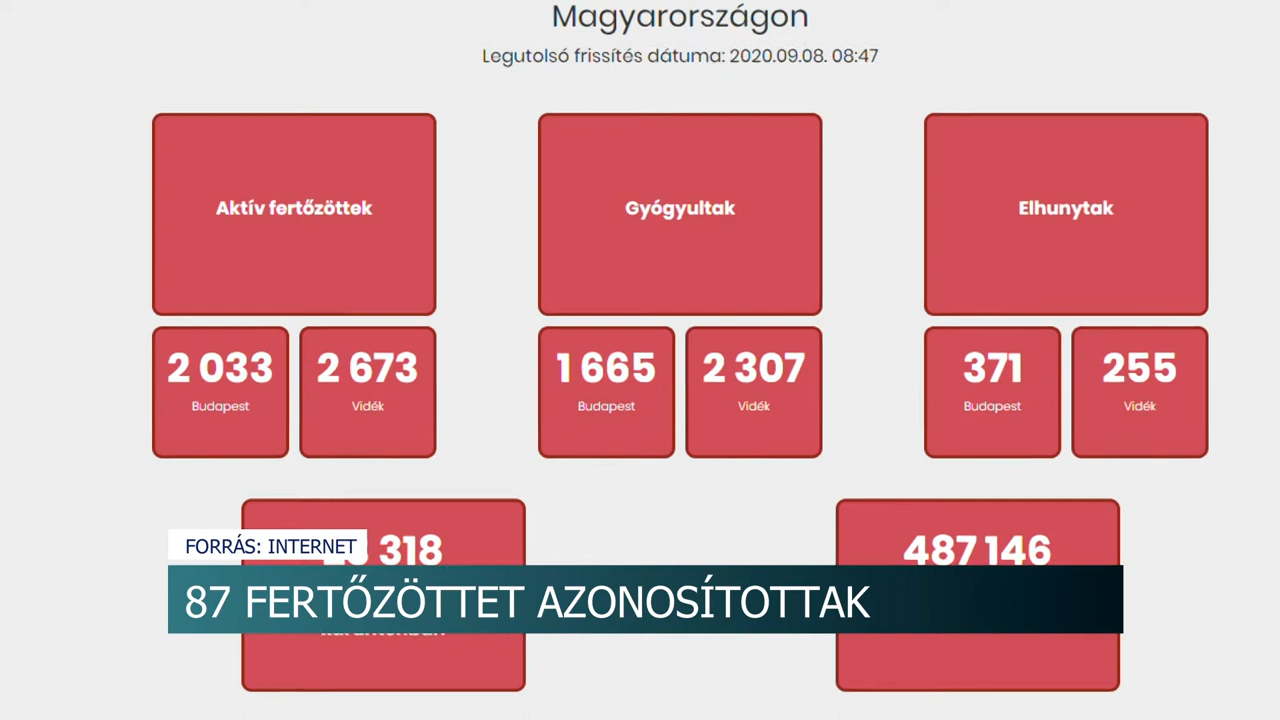 Magyarországon
Legutolsó frissítés dátuma: 2020.09.08. 08:47
Aktív fertőzöttek
Gyógyultak
Elhunytak
2 033
2 673
1 665
2 307
371
255
Budapest
Vidék
Budapest
Vidék
Budapest
Vidék
318
487 146
FORRÁS: INTERNET
87 FERTŐZÖTTET AZONOSÍTOTTAK